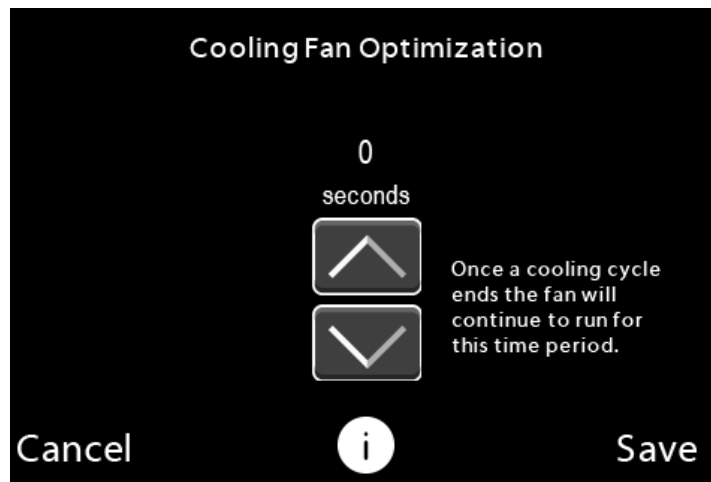 Cooling Fan Optimization
0
seconds
Once a cooling cycle
ends the fan will
continue to run for
this time period.
Cancel
i
Save